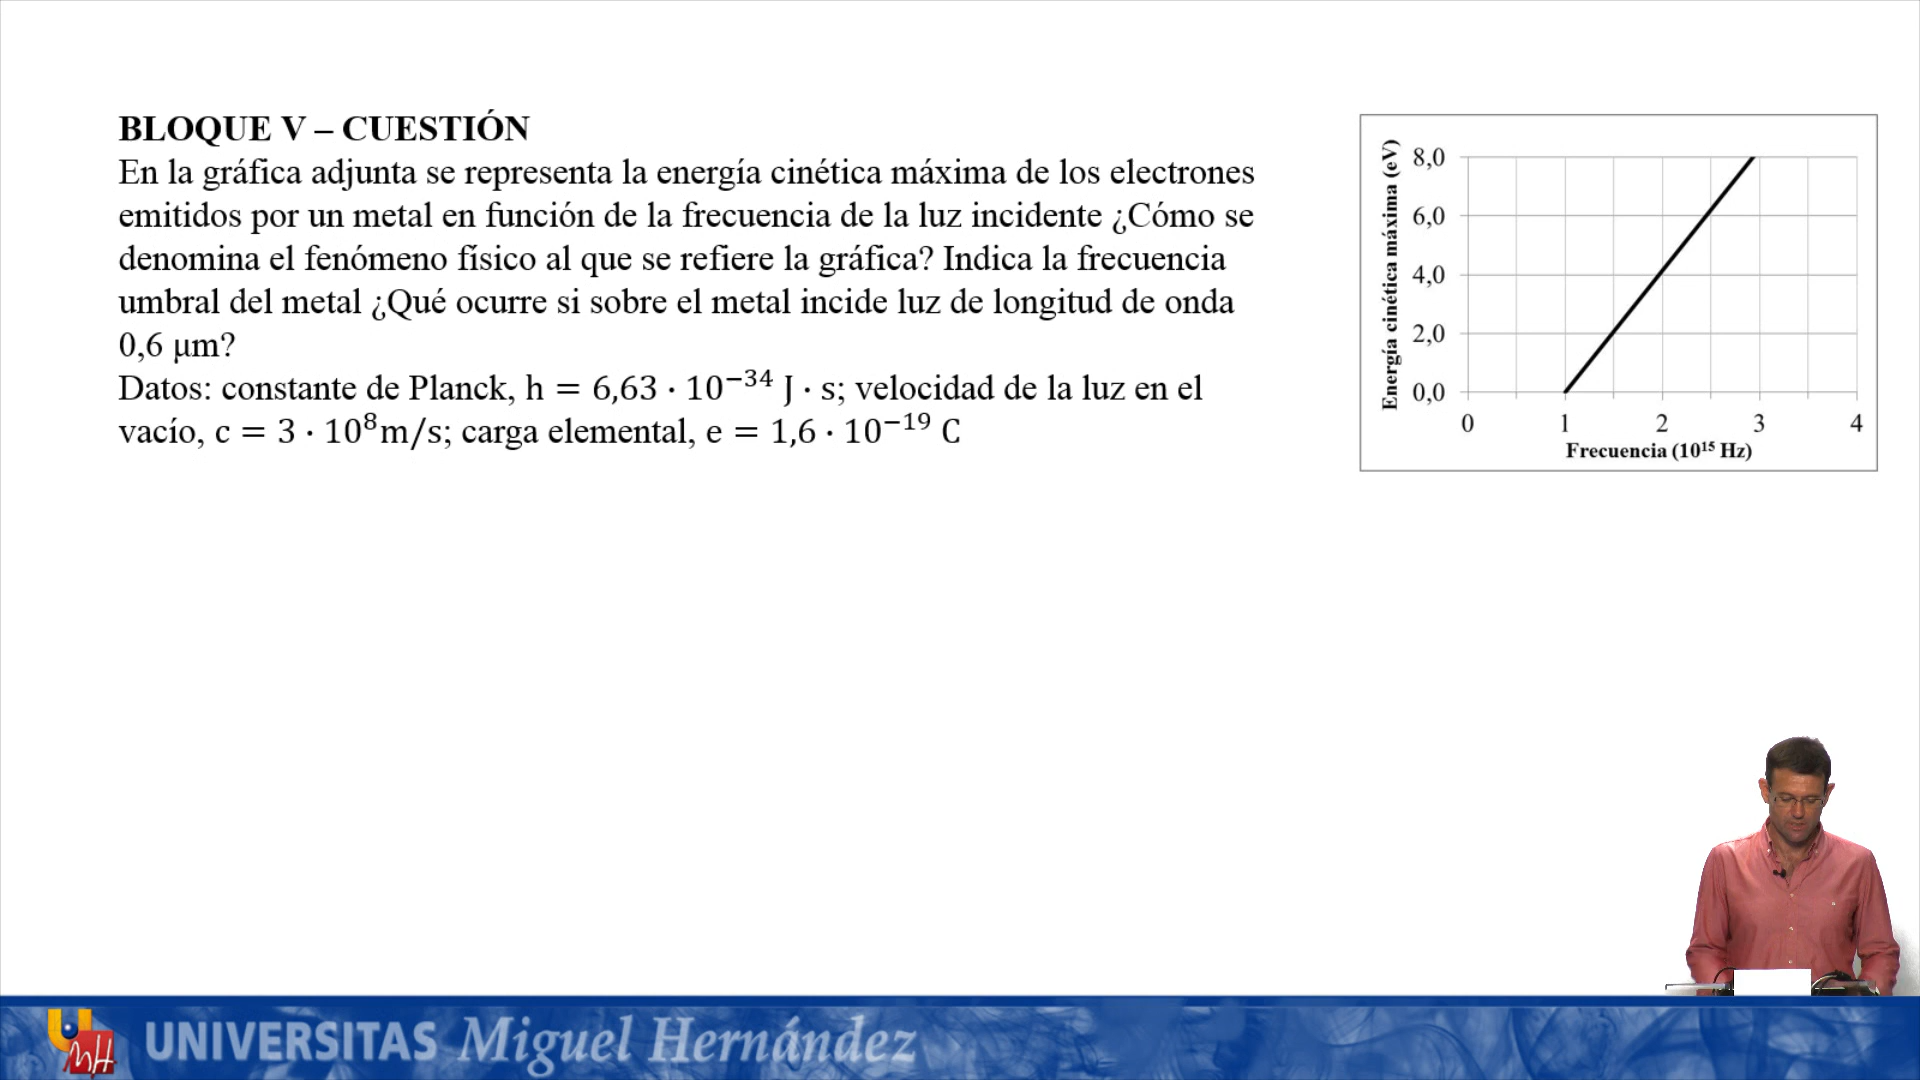 BLOQUE V – CUESTIÓN
En la gráfica adjunta se representa la energía cinética máxima de los electrones
emitidos por un metal en función de la frecuencia de la luz incidente ¿Cómo se
denomina el fenómeno físico al que se refiere la gráfica? Indica la frecuencia
umbral del metal ¿Qué ocurre si sobre el metal incide luz de longitud de onda
0,6 μm?
Datos: constante de Planck, h = 6,63 · 10⁻³⁴ J · s; velocidad de la luz en el
vacío, c = 3 · 10⁸m/s; carga elemental, e = 1,6 · 10⁻¹⁹ C
Energía cinética máxima (eV)
8,0
6,0
4,0
2,0
0,0
0 1 2 3 4
Frecuencia (10¹⁵ Hz)
UMH
UNIVERSITAS Miguel Hernández